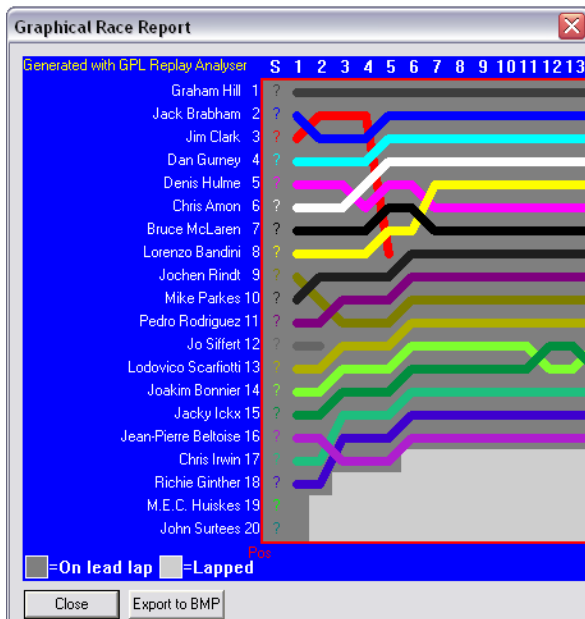 Graphical Race Report
Generated with GPL Replay Analyser S 1 2 3 4 5 6 7 8 9 10 11 12 13
Graham Hill 1 ?
Jack Brabham 2 ?
Jim Clark 3 ?
Dan Gurney 4 ?
Denis Hulme 5 ?
Chris Amon 6 ?
Bruce McLaren 7 ?
Lorenzo Bandini 8 ?
Jochen Rindt 9 ?
Mike Parkes 10 ?
Pedro Rodriguez 11 ?
Jo Siffert 12 ?
Lodovico Scarfiotti 13 ?
Joakim Bonnier 14 ?
Jacky Ickx 15 ?
Jean-Pierre Beltoise 16 ?
Chris Irwin 17 ?
Richie Ginther 18 ?
M.E.C. Huiskes 19 ?
John Surtees 20 ?
Pos
=On lead lap =Lapped
Close Export to BMP